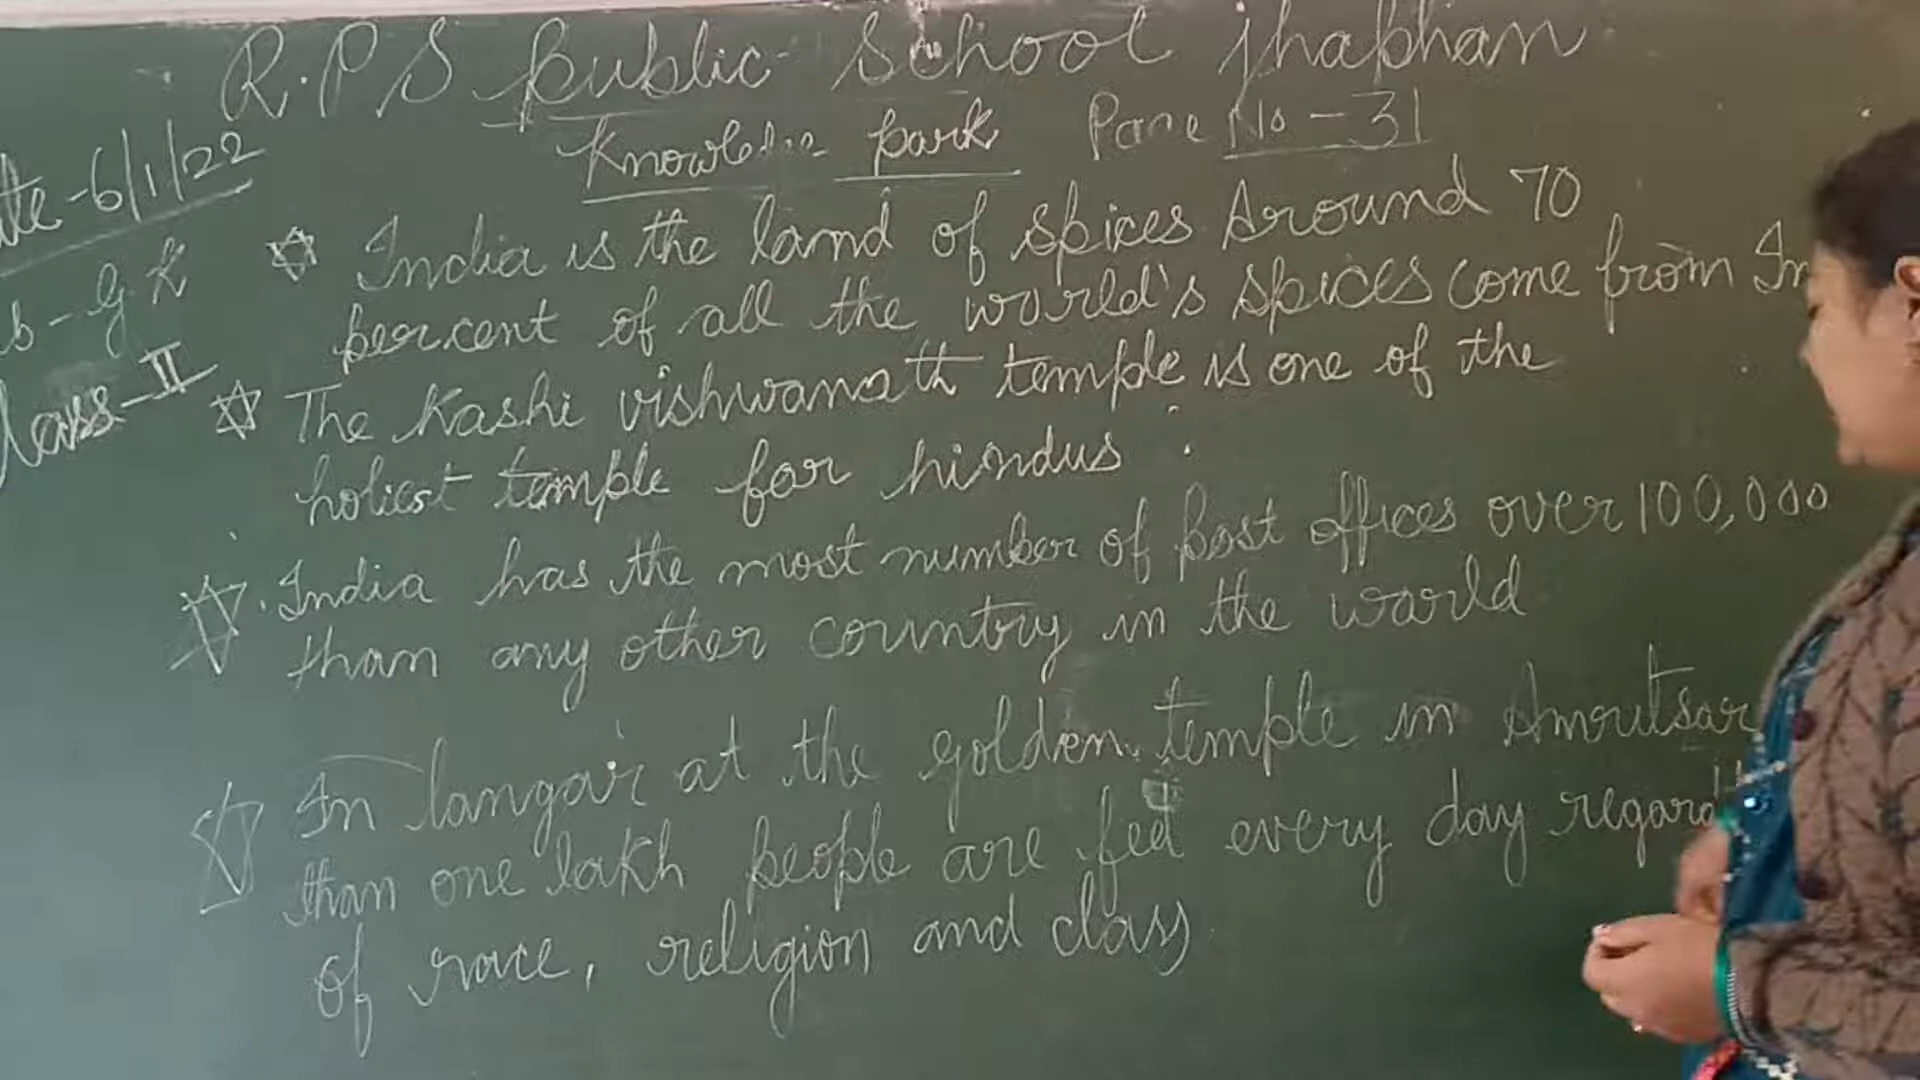 R.P S public School jhabhan
Knowledge park Page No - 31
ate - 6/1/22
b - G.K
lass - II
India is the land of spices Around 70
percent of all the world's spices come from In
The Kashi vishwanath temple is one of the
holiest temple for hindus
India has the most number of post offices over 100,000
than any other country in the world
In langar at the golden temple in Amrutsar
than one lakh people are fed every day regard
of race, religion and class